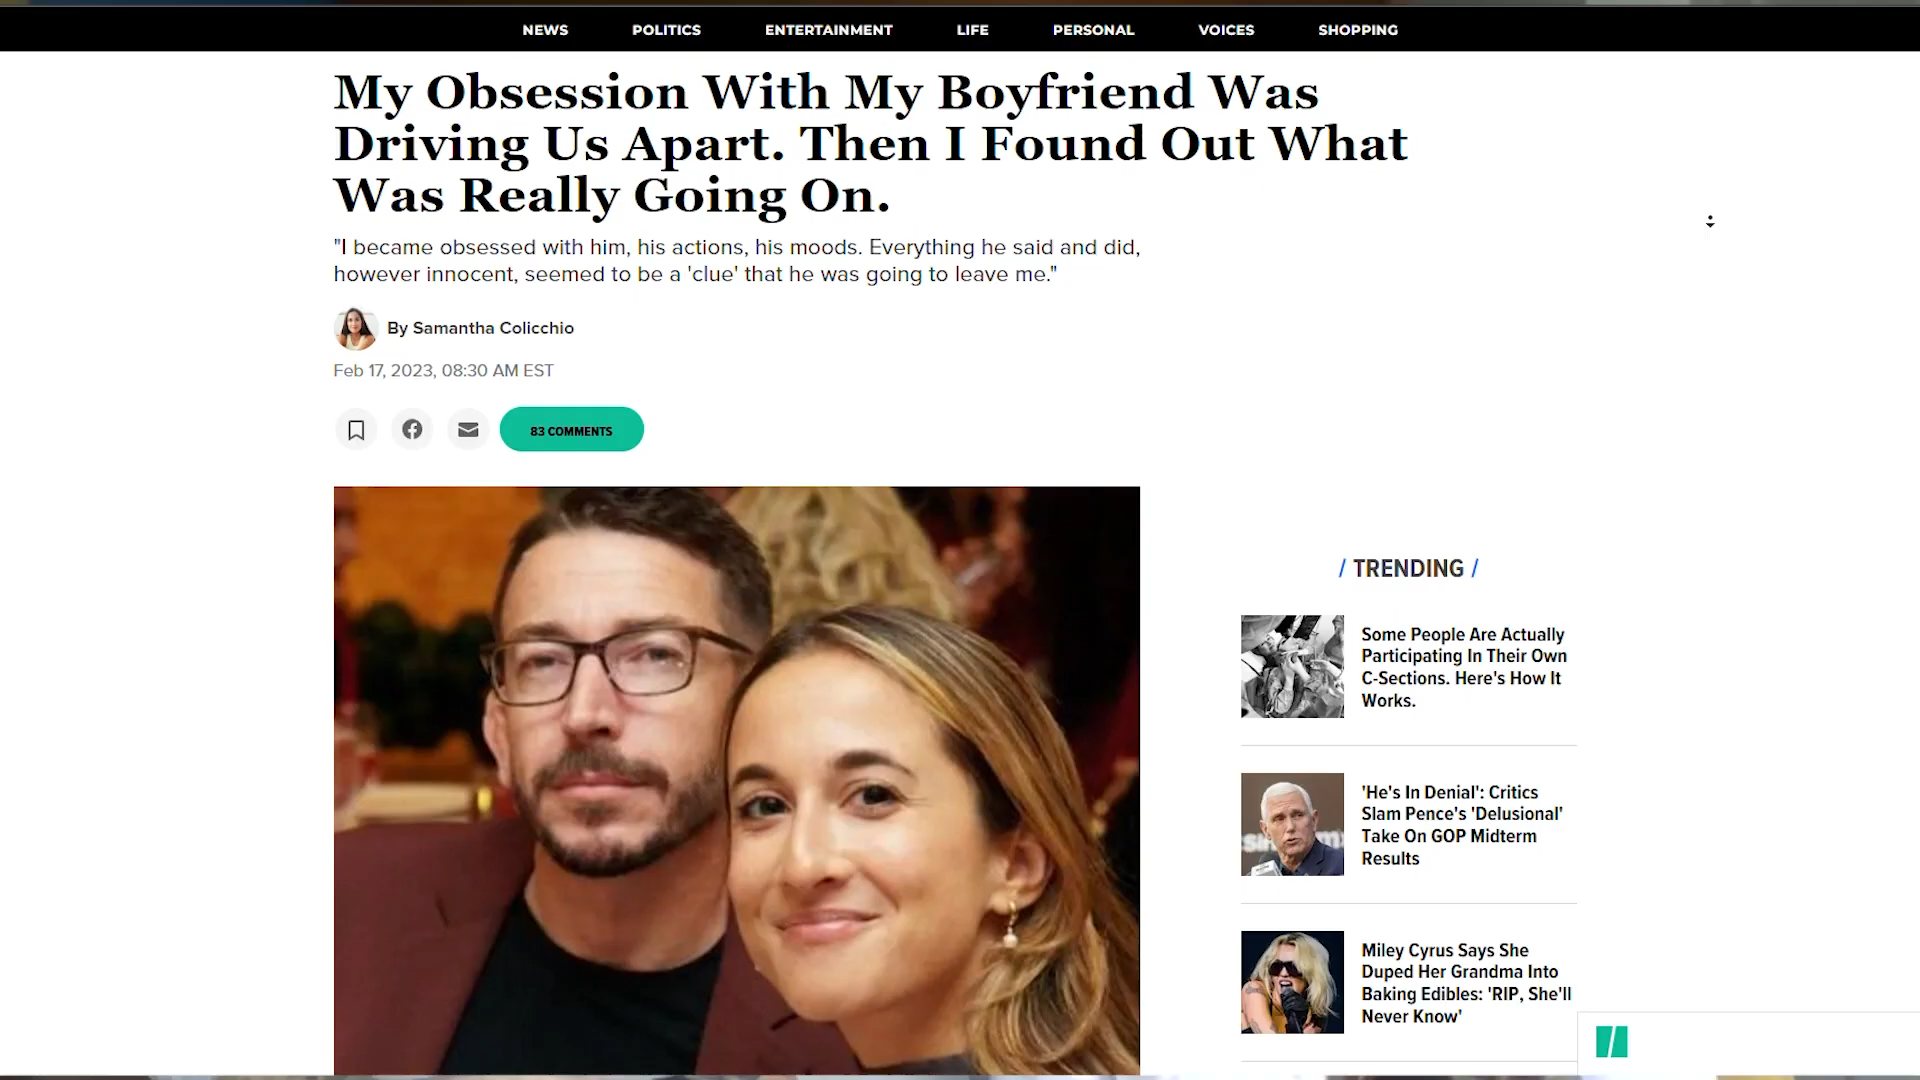 NEWS POLITICS ENTERTAINMENT LIFE PERSONAL VOICES SHOPPING
My Obsession With My Boyfriend Was
Driving Us Apart. Then I Found Out What
Was Really Going On.
"I became obsessed with him, his actions, his moods. Everything he said and did,
however innocent, seemed to be a 'clue' that he was going to leave me."
By Samantha Colicchio
Feb 17, 2023, 08:30 AM EST
83 COMMENTS
/ TRENDING /
Some People Are Actually
Participating In Their Own
C-Sections. Here's How It
Works.
'He's In Denial': Critics
Slam Pence's 'Delusional'
Take On GOP Midterm
Results
Miley Cyrus Says She
Duped Her Grandma Into
Baking Edibles: 'RIP, She'll
Never Know'